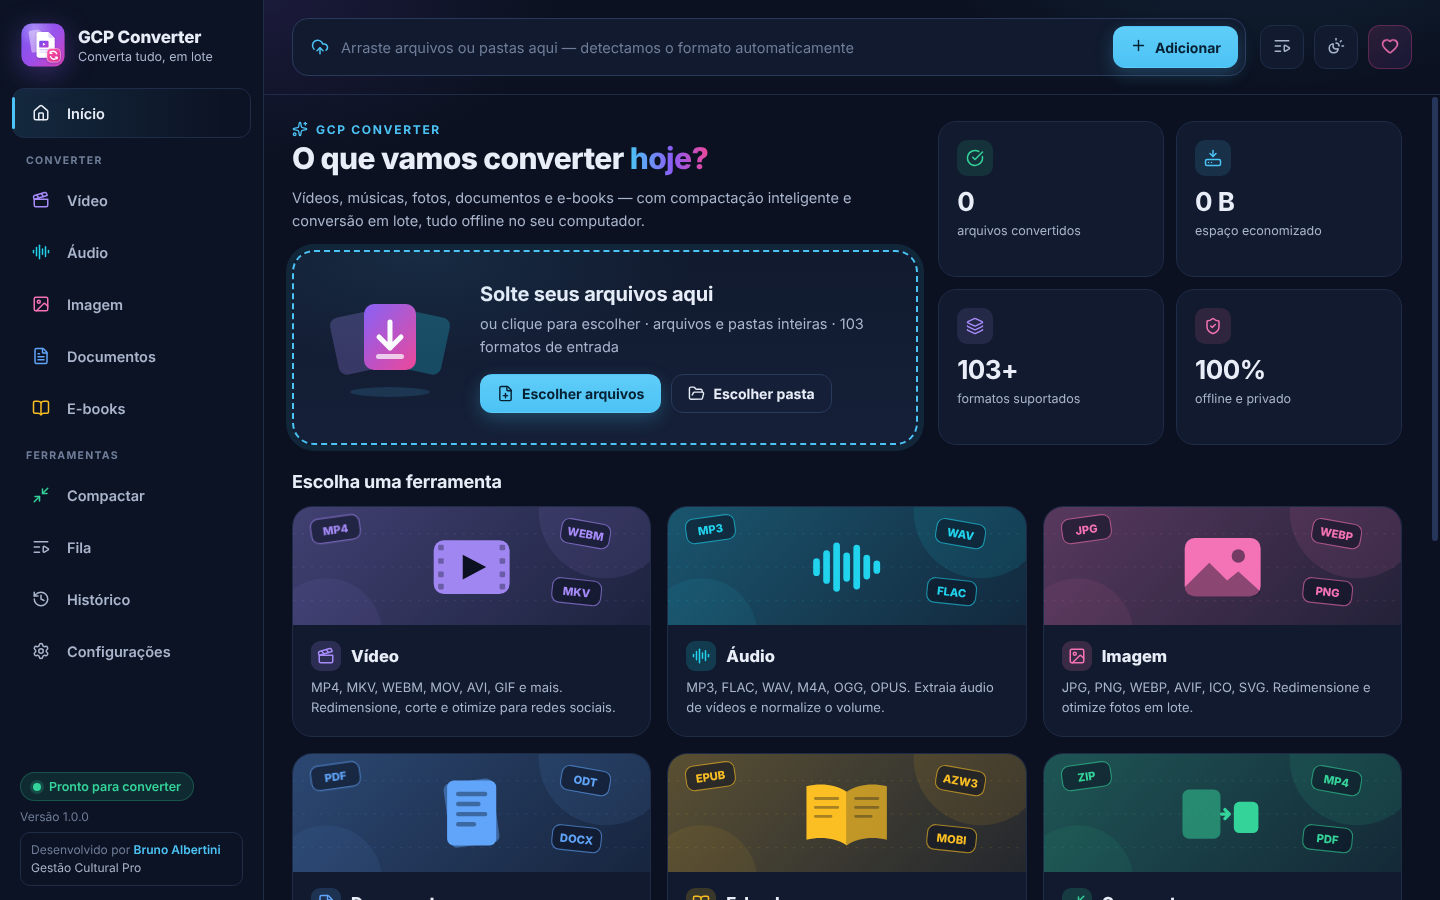 GCP Converter
Converta tudo, em lote
Início
CONVERTER
Vídeo
Áudio
Imagem
Documentos
E-books
FERRAMENTAS
Compactar
Fila
Histórico
Configurações
Pronto para converter
Versão 1.0.0
Desenvolvido por Bruno Albertini
Gestão Cultural Pro
Arraste arquivos ou pastas aqui — detectamos o formato automaticamente
Adicionar
GCP CONVERTER
O que vamos converter hoje?
Vídeos, músicas, fotos, documentos e e-books — com compactação inteligente e
conversão em lote, tudo offline no seu computador.
Solte seus arquivos aqui
ou clique para escolher · arquivos e pastas inteiras · 103
formatos de entrada
Escolher arquivos
Escolher pasta
0
arquivos convertidos
0 B
espaço economizado
103+
formatos suportados
100%
offline e privado
Escolha uma ferramenta
MP4
WEBM
MKV
Vídeo
MP4, MKV, WEBM, MOV, AVI, GIF e mais.
Redimensione, corte e otimize para redes sociais.
MP3
WAV
FLAC
Áudio
MP3, FLAC, WAV, M4A, OGG, OPUS. Extraia áudio
de vídeos e normalize o volume.
JPG
WEBP
PNG
Imagem
JPG, PNG, WEBP, AVIF, ICO, SVG. Redimensione e
otimize fotos em lote.
PDF
ODT
DOCX
EPUB
AZW3
MOBI
ZIP
MP4
PDF